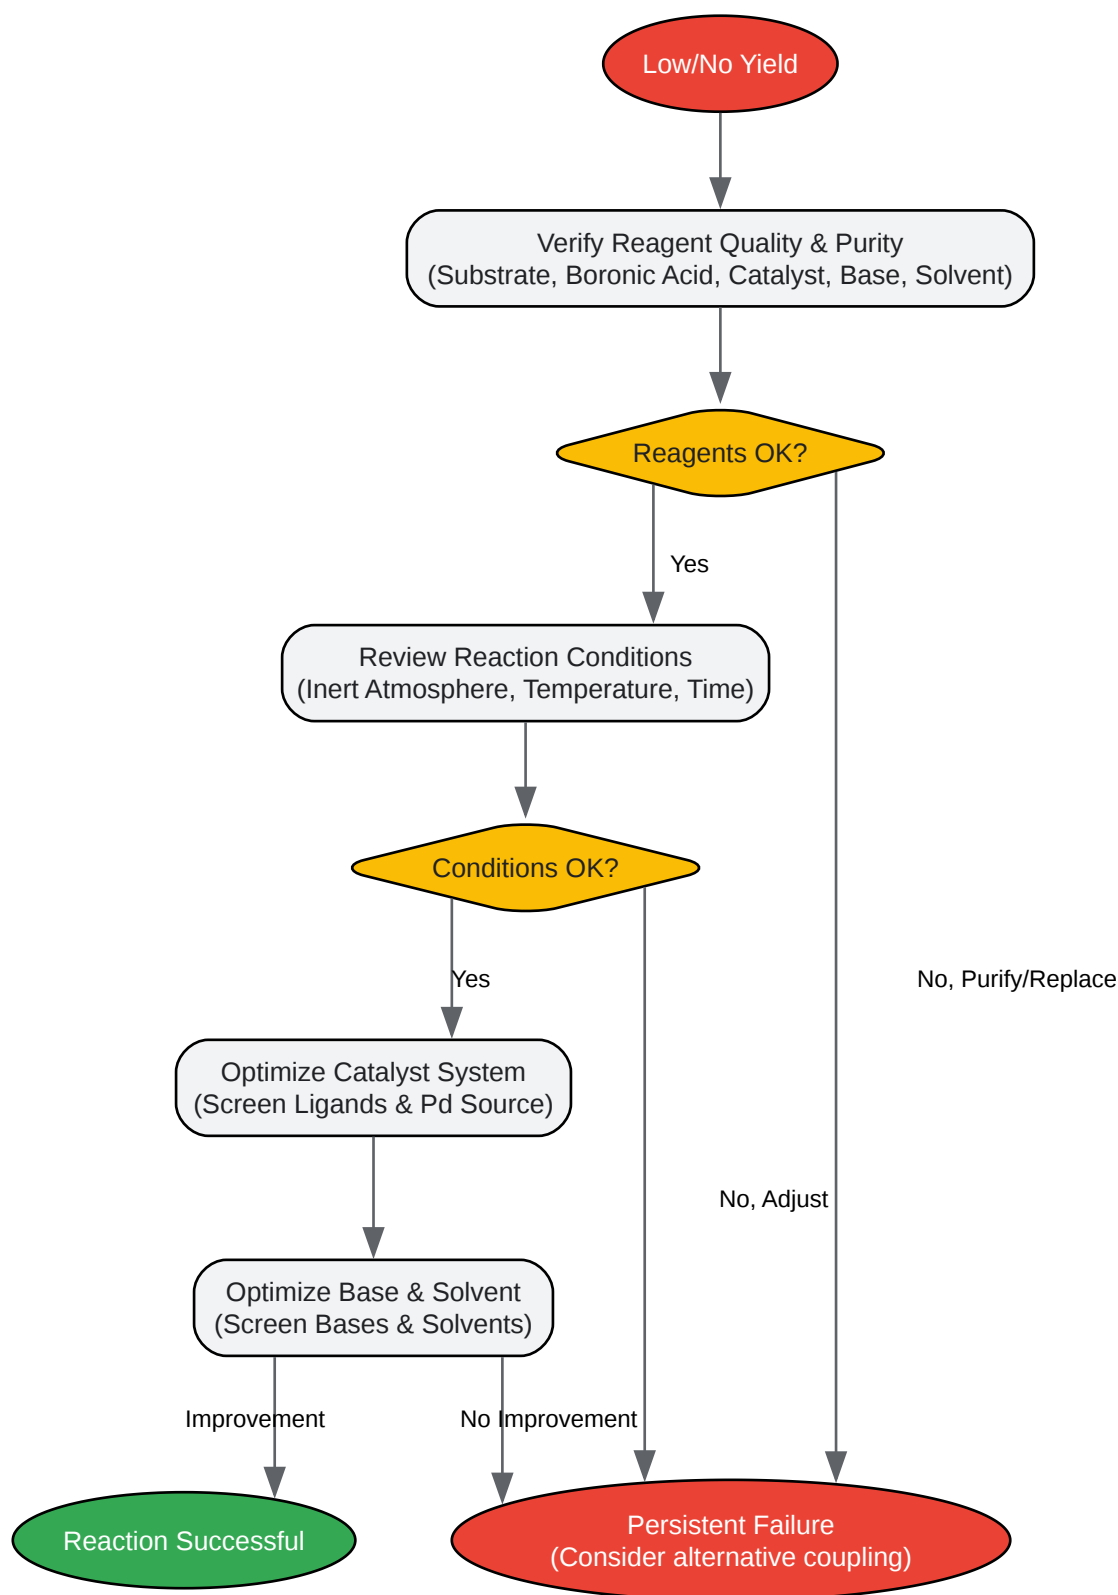 Low/No Yield
Verify Reagent Quality & Purity
(Substrate, Boronic Acid, Catalyst, Base, Solvent)
Reagents OK?
Yes
Review Reaction Conditions
(Inert Atmosphere, Temperature, Time)
Conditions OK?
Yes
No, Purify/Replace
Optimize Catalyst System
(Screen Ligands & Pd Source)
No, Adjust
Optimize Base & Solvent
(Screen Bases & Solvents)
Improvement
No Improvement
Reaction Successful
Persistent Failure
(Consider alternative coupling)